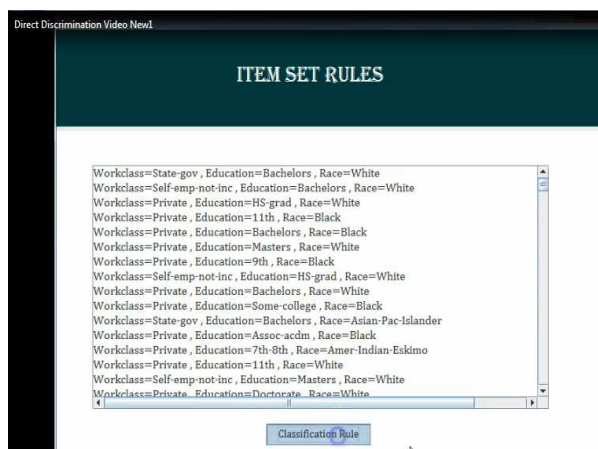 Direct Discrimination Video New1
ITEM SET RULES
Workclass=State-gov , Education=Bachelors , Race=White
Workclass=Self-emp-not-inc , Education=Bachelors , Race=White
Workclass=Private , Education=HS-grad , Race=White
Workclass=Private , Education=11th , Race=Black
Workclass=Private , Education=Bachelors , Race=Black
Workclass=Private , Education=Masters , Race=White
Workclass=Private , Education=9th , Race=Black
Workclass=Self-emp-not-inc , Education=HS-grad , Race=White
Workclass=Private , Education=Bachelors , Race=White
Workclass=Private , Education=Some-college , Race=Black
Workclass=State-gov , Education=Bachelors , Race=Asian-Pac-Islander
Workclass=Private , Education=Assoc-acdm , Race=Black
Workclass=Private , Education=7th-8th , Race=Amer-Indian-Eskimo
Workclass=Private , Education=11th , Race=White
Workclass=Self-emp-not-inc , Education=Masters , Race=White
Workclass=Private , Education=Doctorate , Race=White
Classification Rule